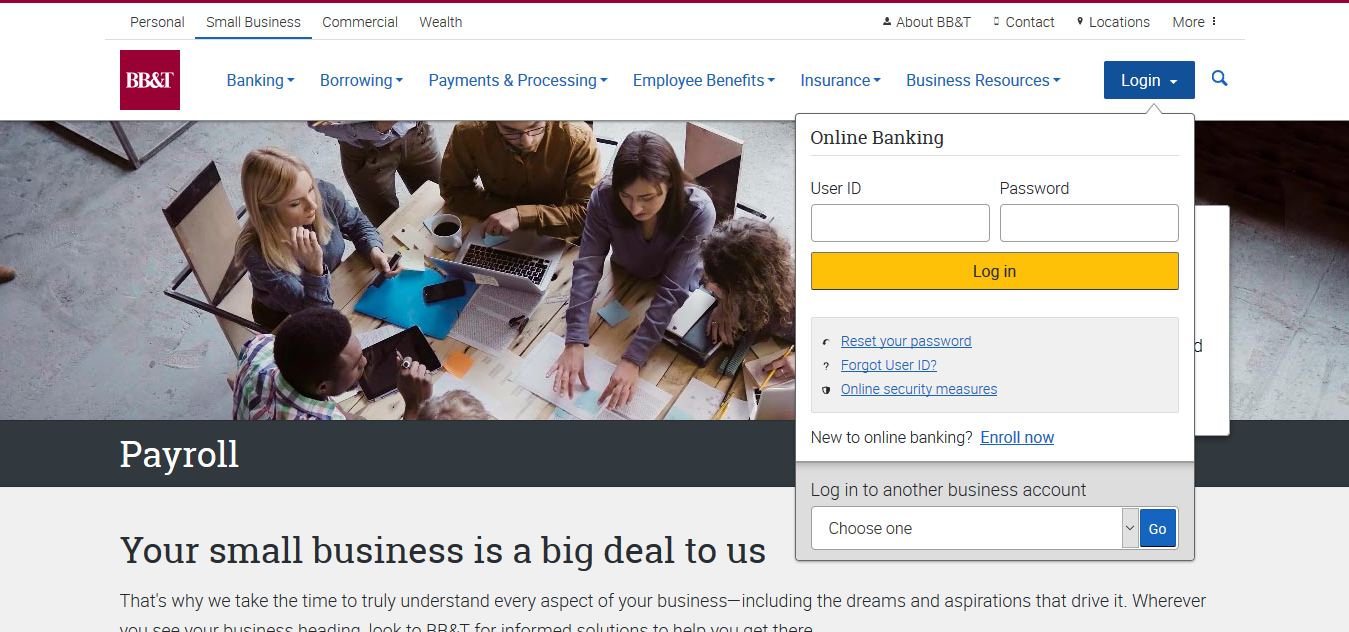 Personal Small Business Commercial Wealth About BB&T Contact Locations More
BB&T Banking Borrowing Payments & Processing Employee Benefits Insurance Business Resources Login
Online Banking
User ID Password
Log in
Reset your password
Forgot User ID?
Online security measures
New to online banking? Enroll now
Log in to another business account
Choose one Go
Payroll
Your small business is a big deal to us
That's why we take the time to truly understand every aspect of your business—including the dreams and aspirations that drive it. Wherever
you see your business heading, look to BB&T for informed solutions to help you get there.